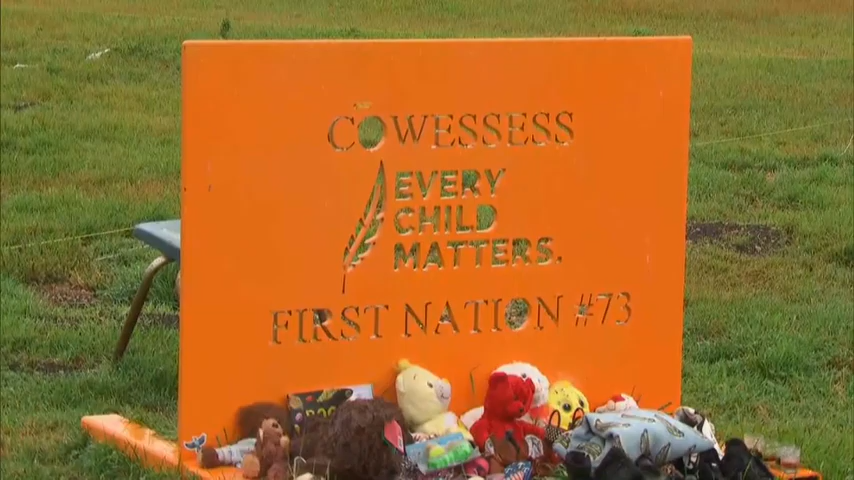 COWESSESS
EVERY
CHILD
MATTERS.
FIRST NATION #73